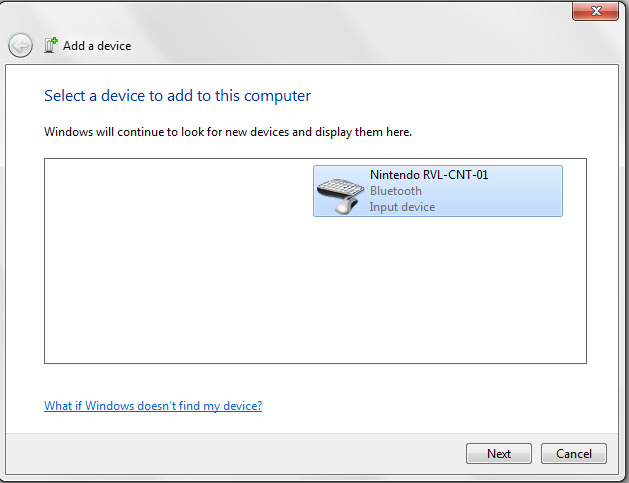 Add a device
Select a device to add to this computer
Windows will continue to look for new devices and display them here.
Nintendo RVL-CNT-01
Bluetooth
Input device
What if Windows doesn't find my device?
Next Cancel